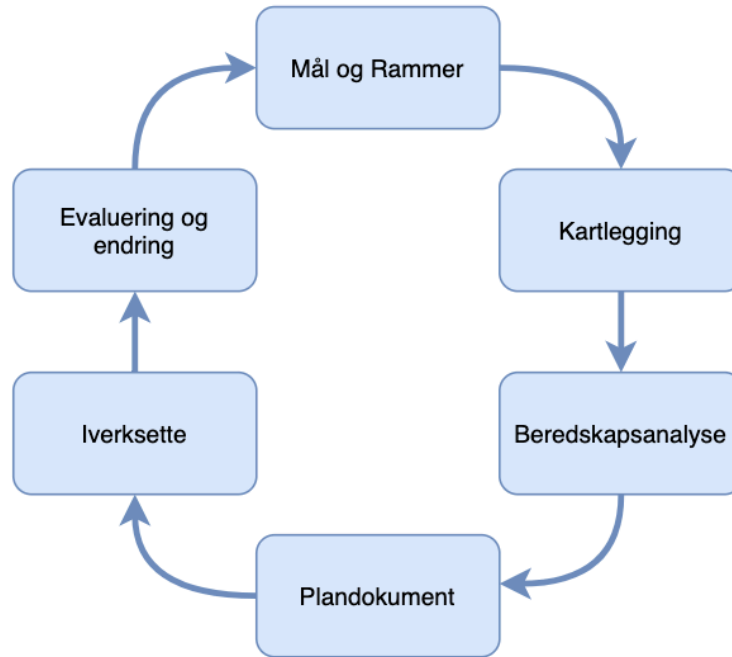 Mål og Rammer
Kartlegging
Beredskapsanalyse
Plandokument
Iverksette
Evaluering og
endring